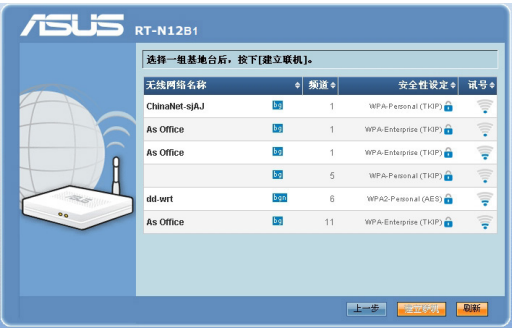 ASUS RT-N12B1
选择一组基地台后，按下[建立联机]。
无线网络名称 频道 安全性设定 讯号
ChinaNet-sjAJ bg 1 WPA-Personal (TKIP)
As Office bg 1 WPA-Enterprise (TKIP)
As Office bg 1 WPA-Enterprise (TKIP)
bg 5 WPA-Personal (TKIP)
dd-wrt bgn 6 WPA2-Personal (AES)
As Office bg 11 WPA-Enterprise (TKIP)
ASUS
上一步 建立联机 刷新